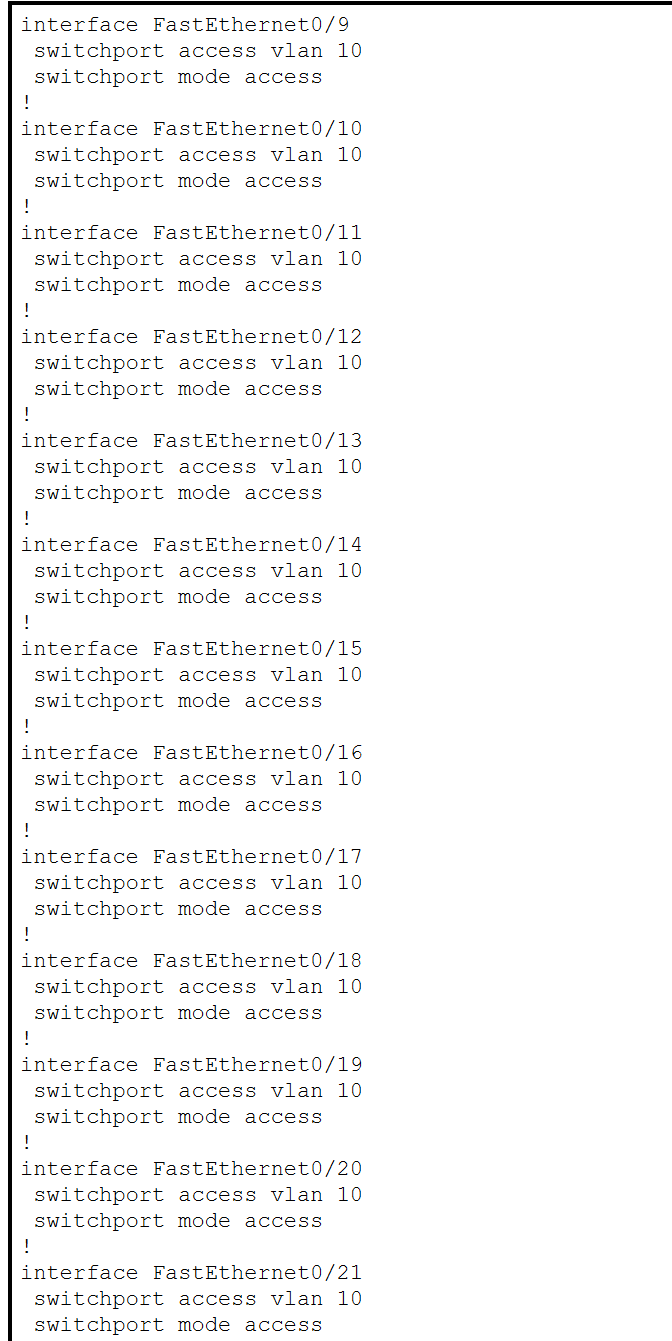 interface FastEthernet0/9
 switchport access vlan 10
 switchport mode access
!
interface FastEthernet0/10
 switchport access vlan 10
 switchport mode access
!
interface FastEthernet0/11
 switchport access vlan 10
 switchport mode access
!
interface FastEthernet0/12
 switchport access vlan 10
 switchport mode access
!
interface FastEthernet0/13
 switchport access vlan 10
 switchport mode access
!
interface FastEthernet0/14
 switchport access vlan 10
 switchport mode access
!
interface FastEthernet0/15
 switchport access vlan 10
 switchport mode access
!
interface FastEthernet0/16
 switchport access vlan 10
 switchport mode access
!
interface FastEthernet0/17
 switchport access vlan 10
 switchport mode access
!
interface FastEthernet0/18
 switchport access vlan 10
 switchport mode access
!
interface FastEthernet0/19
 switchport access vlan 10
 switchport mode access
!
interface FastEthernet0/20
 switchport access vlan 10
 switchport mode access
!
interface FastEthernet0/21
 switchport access vlan 10
 switchport mode access